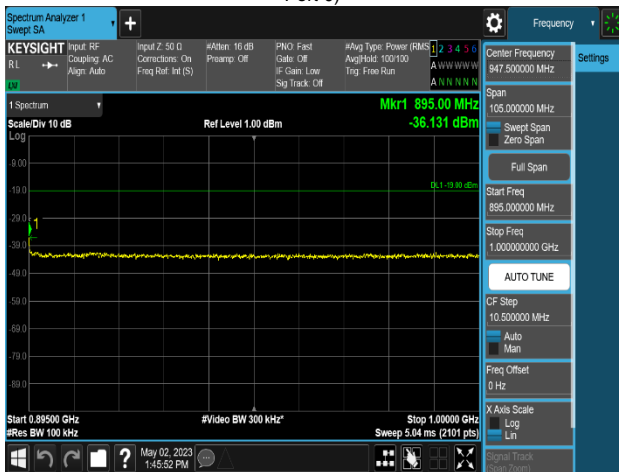 Spectrum Analyzer 1
Swept SA
+
Frequency
KEYSIGHT
RL
Input: RF
Coupling: AC
Align: Auto
Input Z: 50 Ω
Corrections: On
Freq Ref: Int (S)
#Atten: 16 dB
Preamp: Off
PNO: Fast
Gate: Off
IF Gain: Low
Sig Track: Off
#Avg Type: Power (RMS
Avg|Hold: 100/100
Trig: Free Run
1 2 3 4 5 6
A W W W W W
A N N N N N
1 Spectrum
Scale/Div 10 dB
Log
Ref Level 1.00 dBm
Mkr1 895.00 MHz
-36.131 dBm
-9.00
-19.0
DL1 -19.00 dBm
-29.0
1
-39.0
-49.0
-59.0
-69.0
-79.0
-89.0
Start 0.89500 GHz
#Res BW 100 kHz
#Video BW 300 kHz*
Stop 1.00000 GHz
Sweep 5.04 ms (2101 pts)
?
May 02, 2023
1:45:52 PM
Center Frequency
947.500000 MHz
Settings
Span
105.000000 MHz
Swept Span
Zero Span
Full Span
Start Freq
895.000000 MHz
Stop Freq
1.000000000 GHz
AUTO TUNE
CF Step
10.500000 MHz
Auto
Man
Freq Offset
0 Hz
X Axis Scale
Log
Lin
Signal Track
(Span Zoom)